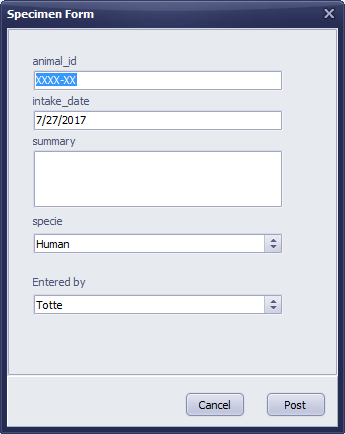 Specimen Form
animal_id
XXXX-XX
intake_date
7/27/2017
summary
specie
Human
Entered by
Totte
Cancel Post